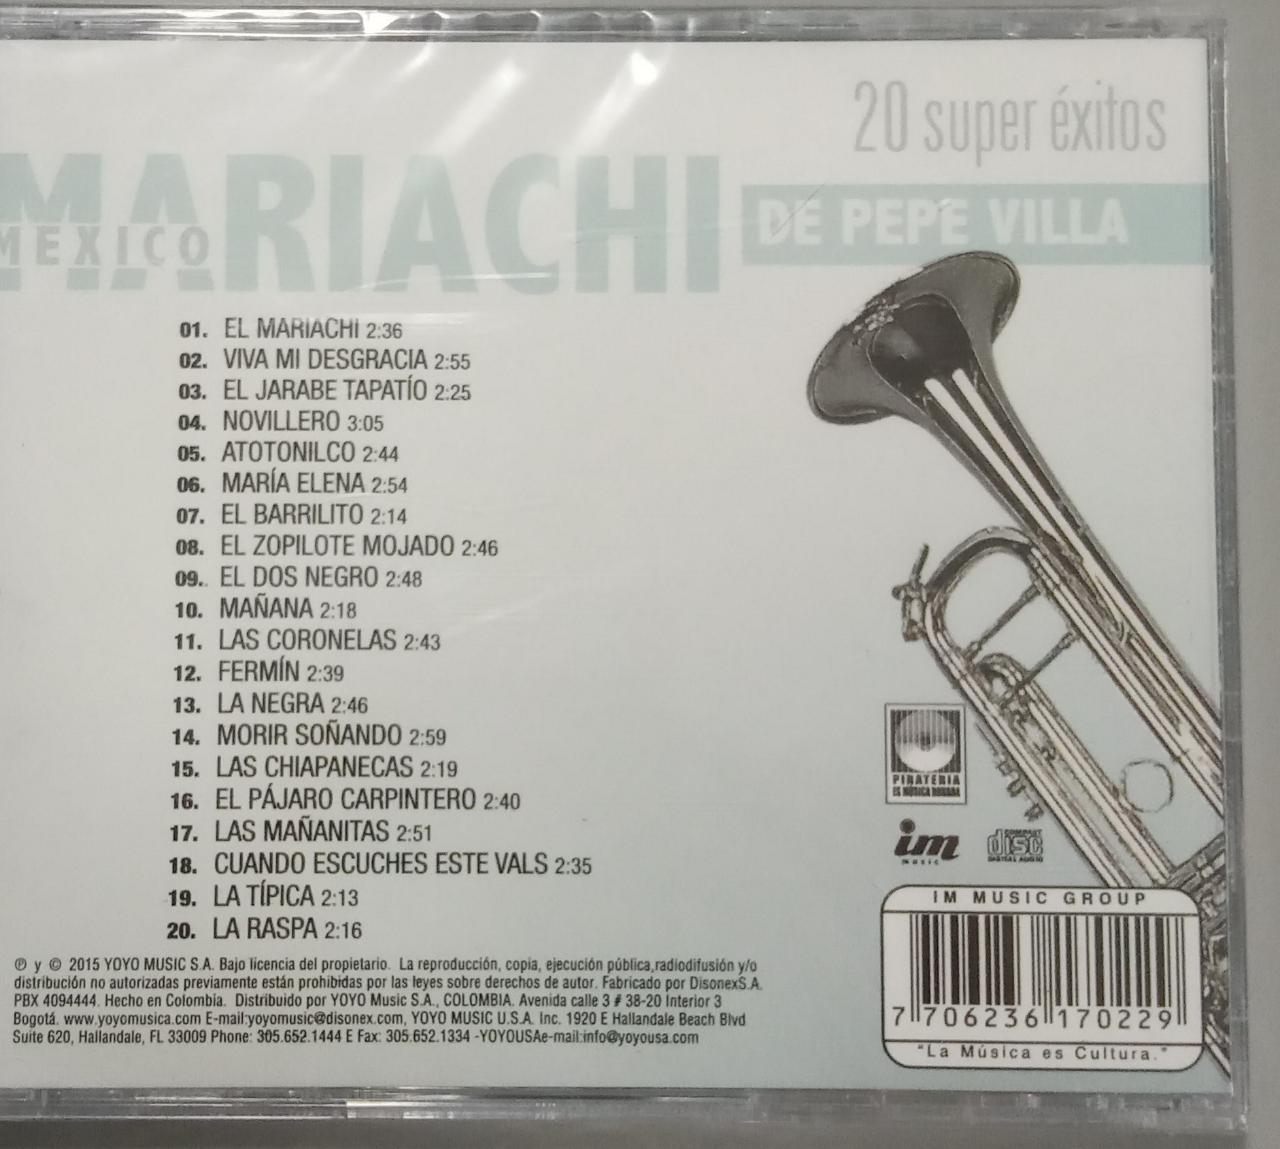 20 super éxitos
MARIACHI
MEXICO
DE PEPE VILLA
01. EL MARIACHI 2:36
02. VIVA MI DESGRACIA 2:55
03. EL JARABE TAPATÍO 2:25
04. NOVILLERO 3:05
05. ATOTONILCO 2:44
06. MARÍA ELENA 2:54
07. EL BARRILITO 2:14
08. EL ZOPILOTE MOJADO 2:46
09. EL DOS NEGRO 2:48
10. MAÑANA 2:18
11. LAS CORONELAS 2:43
12. FERMÍN 2:39
13. LA NEGRA 2:46
14. MORIR SOÑANDO 2:59
15. LAS CHIAPANECAS 2:19
16. EL PÁJARO CARPINTERO 2:40
17. LAS MAÑANITAS 2:51
18. CUANDO ESCUCHES ESTE VALS 2:35
19. LA TÍPICA 2:13
20. LA RASPA 2:16
PIRATERIA
ES MÚSICA ROBADA
im
music
COMPACT
disc
DIGITAL AUDIO
IM MUSIC GROUP
7 706236 170229
"La Música es Cultura."
℗ y © 2015 YOYO MUSIC S.A. Bajo licencia del propietario. La reproducción, copia, ejecución pública,radiodifusión y/o
distribución no autorizadas previamente están prohibidas por las leyes sobre derechos de autor. Fabricado por DisonexS.A.
PBX 4094444. Hecho en Colombia. Distribuido por YOYO Music S.A., COLOMBIA. Avenida calle 3 # 38-20 Interior 3
Bogotá. www.yoyomusica.com E-mail:yoyomusic@disonex.com, YOYO MUSIC U.S.A. Inc. 1920 E Hallandale Beach Blvd
Suite 620, Hallandale, FL 33009 Phone: 305.652.1444 E Fax: 305.652.1334 -YOYOUSAe-mail:info@yoyousa.com